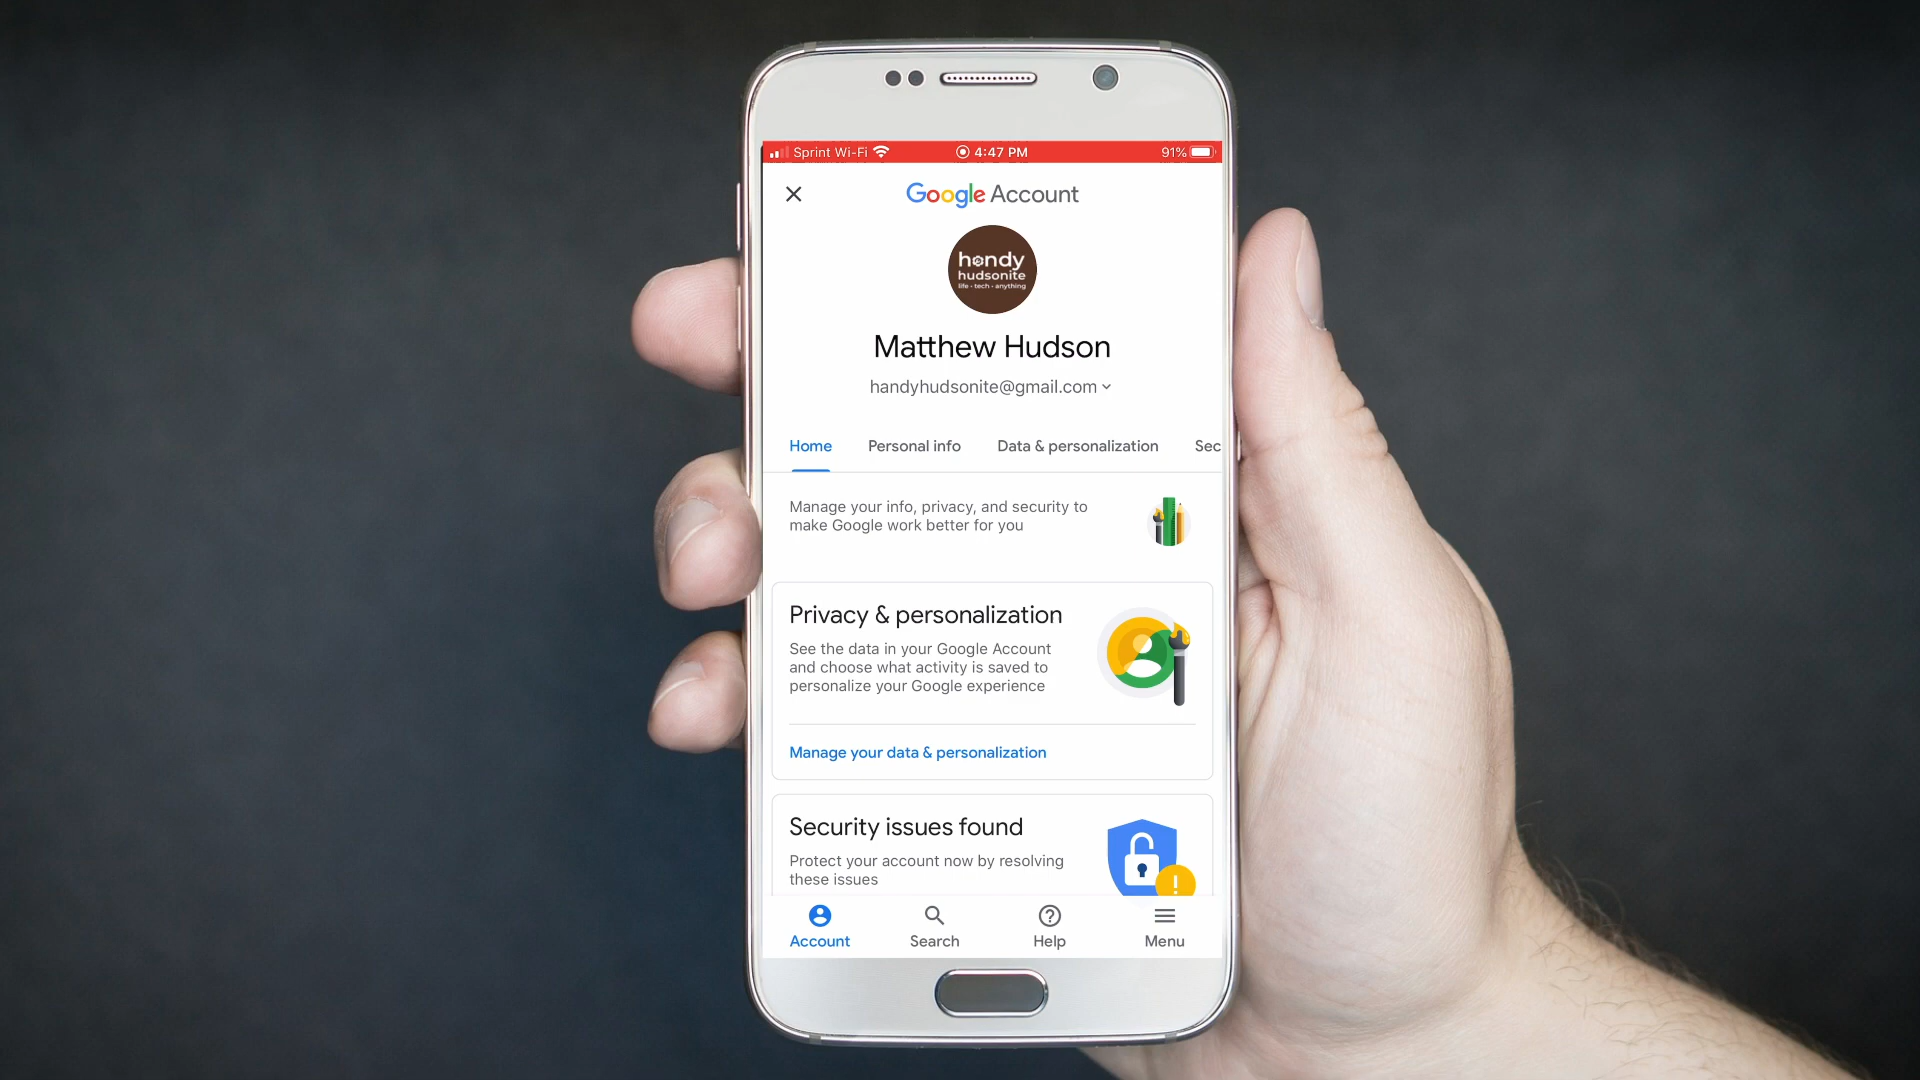 Sprint Wi-Fi 4:47 PM 91%
Google Account
handy
hudsonite
life • tech • anything
Matthew Hudson
handyhudsonite@gmail.com
Home Personal info Data & personalization Sec
Manage your info, privacy, and security to
make Google work better for you
Privacy & personalization
See the data in your Google Account
and choose what activity is saved to
personalize your Google experience
Manage your data & personalization
Security issues found
Protect your account now by resolving
these issues
Account Search Help Menu